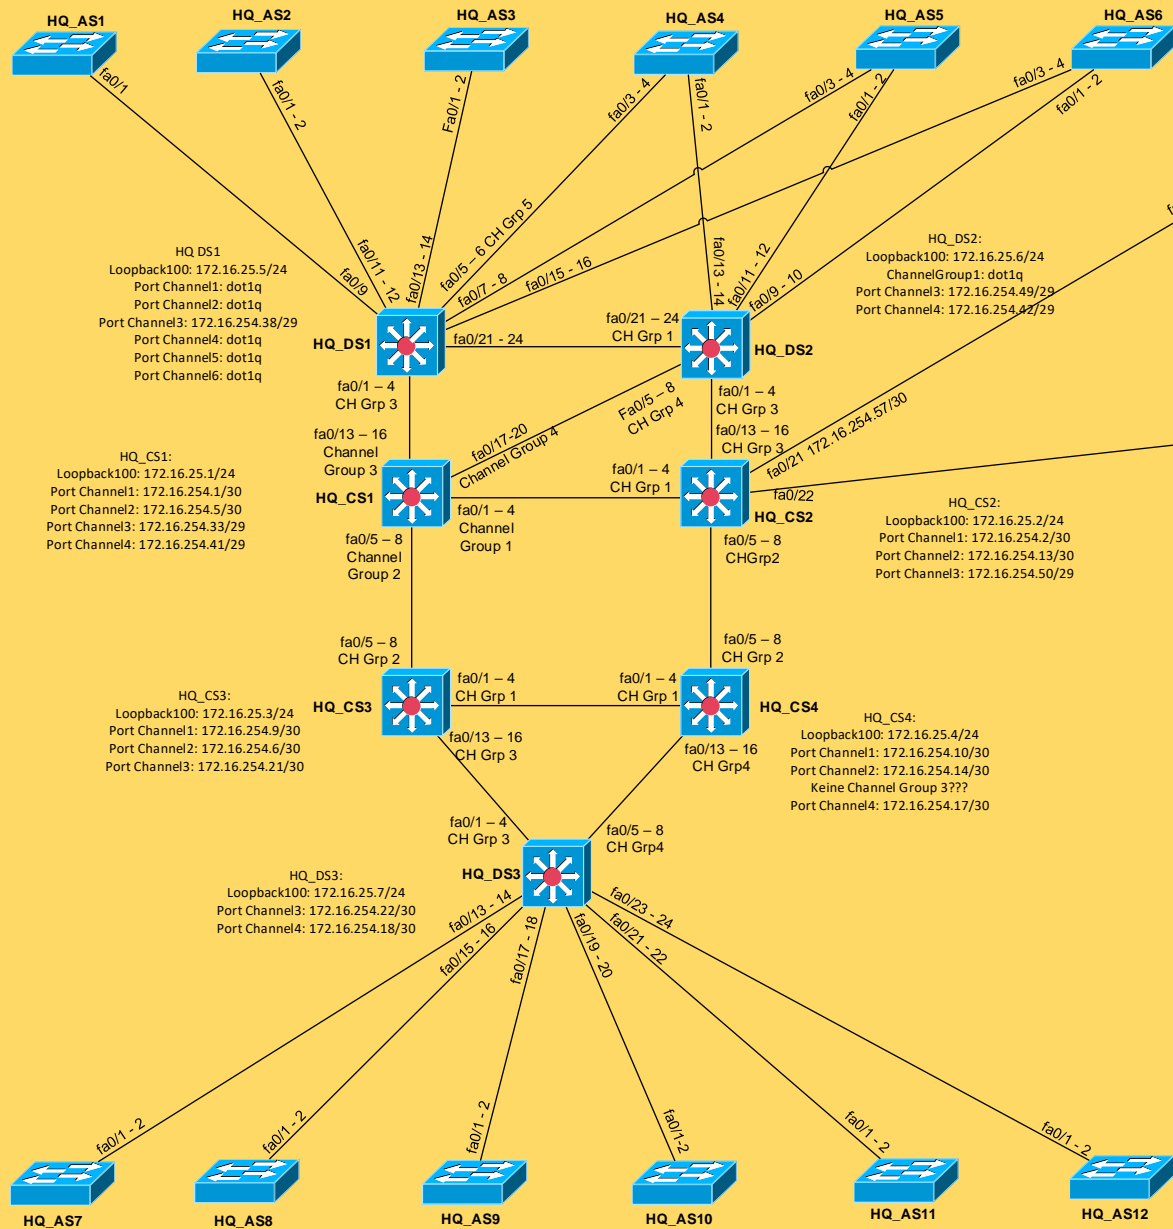 HQ_AS1
HQ_AS2
HQ_AS3
HQ_AS4
HQ_AS5
HQ_AS6
fa0/1
fa0/1 - 2
Fa0/1 - 2
fa0/3 - 4
fa0/1 - 2
fa0/3 - 4
fa0/1 - 2
fa0/3 - 4
fa0/1 - 2
fa0/9
fa0/11 - 12
fa0/13 - 14
fa0/5 – 6 CH Grp 5
fa0/7 - 8
fa0/15 - 16
fa0/13 - 14
fa0/11 - 12
fa0/9 - 10
HQ DS1
Loopback100: 172.16.25.5/24
Port Channel1: dot1q
Port Channel2: dot1q
Port Channel3: 172.16.254.38/29
Port Channel4: dot1q
Port Channel5: dot1q
Port Channel6: dot1q
HQ_DS2:
Loopback100: 172.16.25.6/24
ChannelGroup1: dot1q
Port Channel3: 172.16.254.49/29
Port Channel4: 172.16.254.42/29
HQ_DS1
fa0/21 - 24
fa0/21 - 24
CH Grp 1
HQ_DS2
fa0/1 – 4
CH Grp 3
Fa0/5 – 8
CH Grp 4
fa0/1 – 4
CH Grp 3
fa0/13 – 16
Channel
Group 3
fa0/17-20
Channel Group 4
fa0/13 – 16
CH Grp 3
fa0/21 172.16.254.57/30
fa0/22
HQ_CS1:
Loopback100: 172.16.25.1/24
Port Channel1: 172.16.254.1/30
Port Channel2: 172.16.254.5/30
Port Channel3: 172.16.254.33/29
Port Channel4: 172.16.254.41/29
HQ_CS1
fa0/1 – 4
Channel
Group 1
fa0/1 – 4
CH Grp 1
HQ_CS2
HQ_CS2:
Loopback100: 172.16.25.2/24
Port Channel1: 172.16.254.2/30
Port Channel2: 172.16.254.13/30
Port Channel3: 172.16.254.50/29
fa0/5 – 8
Channel
Group 2
fa0/5 – 8
CHGrp2
fa0/5 – 8
CH Grp 2
fa0/5 – 8
CH Grp 2
HQ_CS3:
Loopback100: 172.16.25.3/24
Port Channel1: 172.16.254.9/30
Port Channel2: 172.16.254.6/30
Port Channel3: 172.16.254.21/30
HQ_CS3
fa0/1 – 4
CH Grp 1
fa0/1 – 4
CH Grp 1
HQ_CS4
HQ_CS4:
Loopback100: 172.16.25.4/24
Port Channel1: 172.16.254.10/30
Port Channel2: 172.16.254.14/30
Keine Channel Group 3???
Port Channel4: 172.16.254.17/30
fa0/13 – 16
CH Grp 3
fa0/13 – 16
CH Grp4
fa0/1 – 4
CH Grp 3
fa0/5 – 8
CH Grp4
HQ_DS3
HQ_DS3:
Loopback100: 172.16.25.7/24
Port Channel3: 172.16.254.22/30
Port Channel4: 172.16.254.18/30
fa0/13 - 14
fa0/15 - 16
fa0/17 - 18
fa0/19 - 20
fa0/21 - 22
fa0/23 - 24
fa0/1 - 2
fa0/1 - 2
fa0/1 - 2
fa0/1-2
fa0/1 - 2
fa0/1 - 2
HQ_AS7
HQ_AS8
HQ_AS9
HQ_AS10
HQ_AS11
HQ_AS12